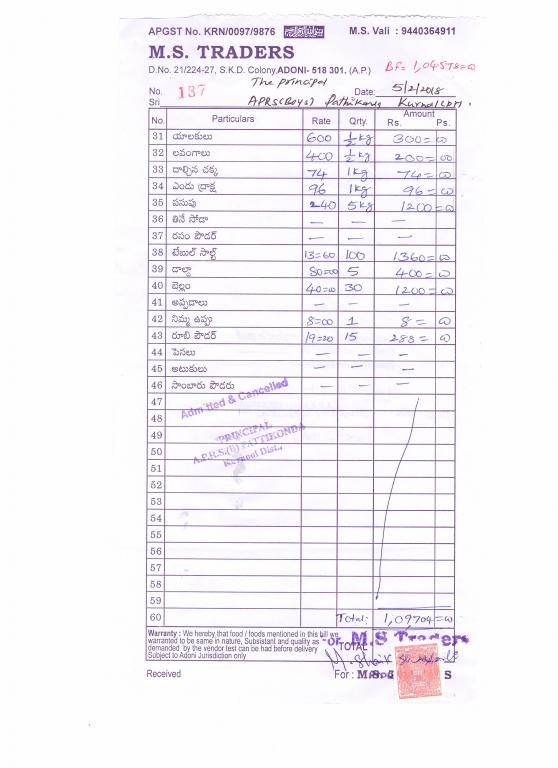 APGST No. KRN/0097/9876 M.S. Vali : 9440364911
M.S. TRADERS
D.No. 21/224-27, S.K.D. Colony, ADONI- 518 301. (A.P.) BF= 1,04578=00
The principal
No. 137 Date: 5/2/2018
Sri APRS(Boys) Pathikonda Kurnool
No. Particulars Rate Qrty. Amount Rs. Ps.
31 యాలకులు 600 ½ kg 300=00
32 లవంగాలు 400 ½ kg 200=00
33 దాల్చిన చక్క 74 1kg 74=00
34 ఎండు ద్రాక్ష 96 1kg 96=00
35 పసుపు 240 5kg 1200=00
36 తినే సోడా — — —
37 రసం పౌడర్ — — —
38 టేబుల్ సాల్ట్ 13=60 100 1360=00
39 డాల్డా 80=00 5 400=00
40 బెల్లం 40=00 30 1200=00
41 అప్పడాలు — — —
42 నిమ్మ ఉప్పు 8=00 1 8=00
43 రూబి పౌడర్ 19=20 15 288=00
44 పెసలు — — —
45 అటుకులు — — —
46 సాంబారు పౌడరు — — —
47
Admitted & Cancelled
48
49
PRINCIPAL
A.P.R.S.(B) PATTIKONDA
Kurnool Dist.,
50
51
52
53
54
55
56
57
58
59
60 Total: 1,09704=00
Warranty : We hereby that food / foods mentioned in this bill we
warranted to be same in nature, Subsistant and quality as
demanded by the vendor test can be had before delivery
Subject to Adoni Jurisdiction only
TOTAL
M.S Traders
Received For : M.S.